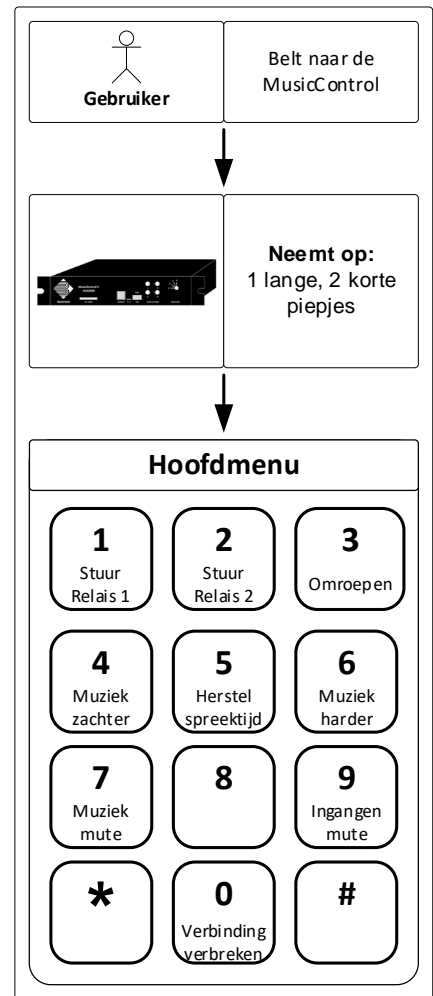 Gebruiker
Belt naar de
MusicControl
Neemt op:
1 lange, 2 korte
piepjes
Hoofdmenu
1
Stuur
Relais 1
2
Stuur
Relais 2
3
Omroepen
4
Muziek
zachter
5
Herstel
spreektijd
6
Muziek
harder
7
Muziek
mute
8
9
Ingangen
mute
*
0
Verbinding
verbreken
#